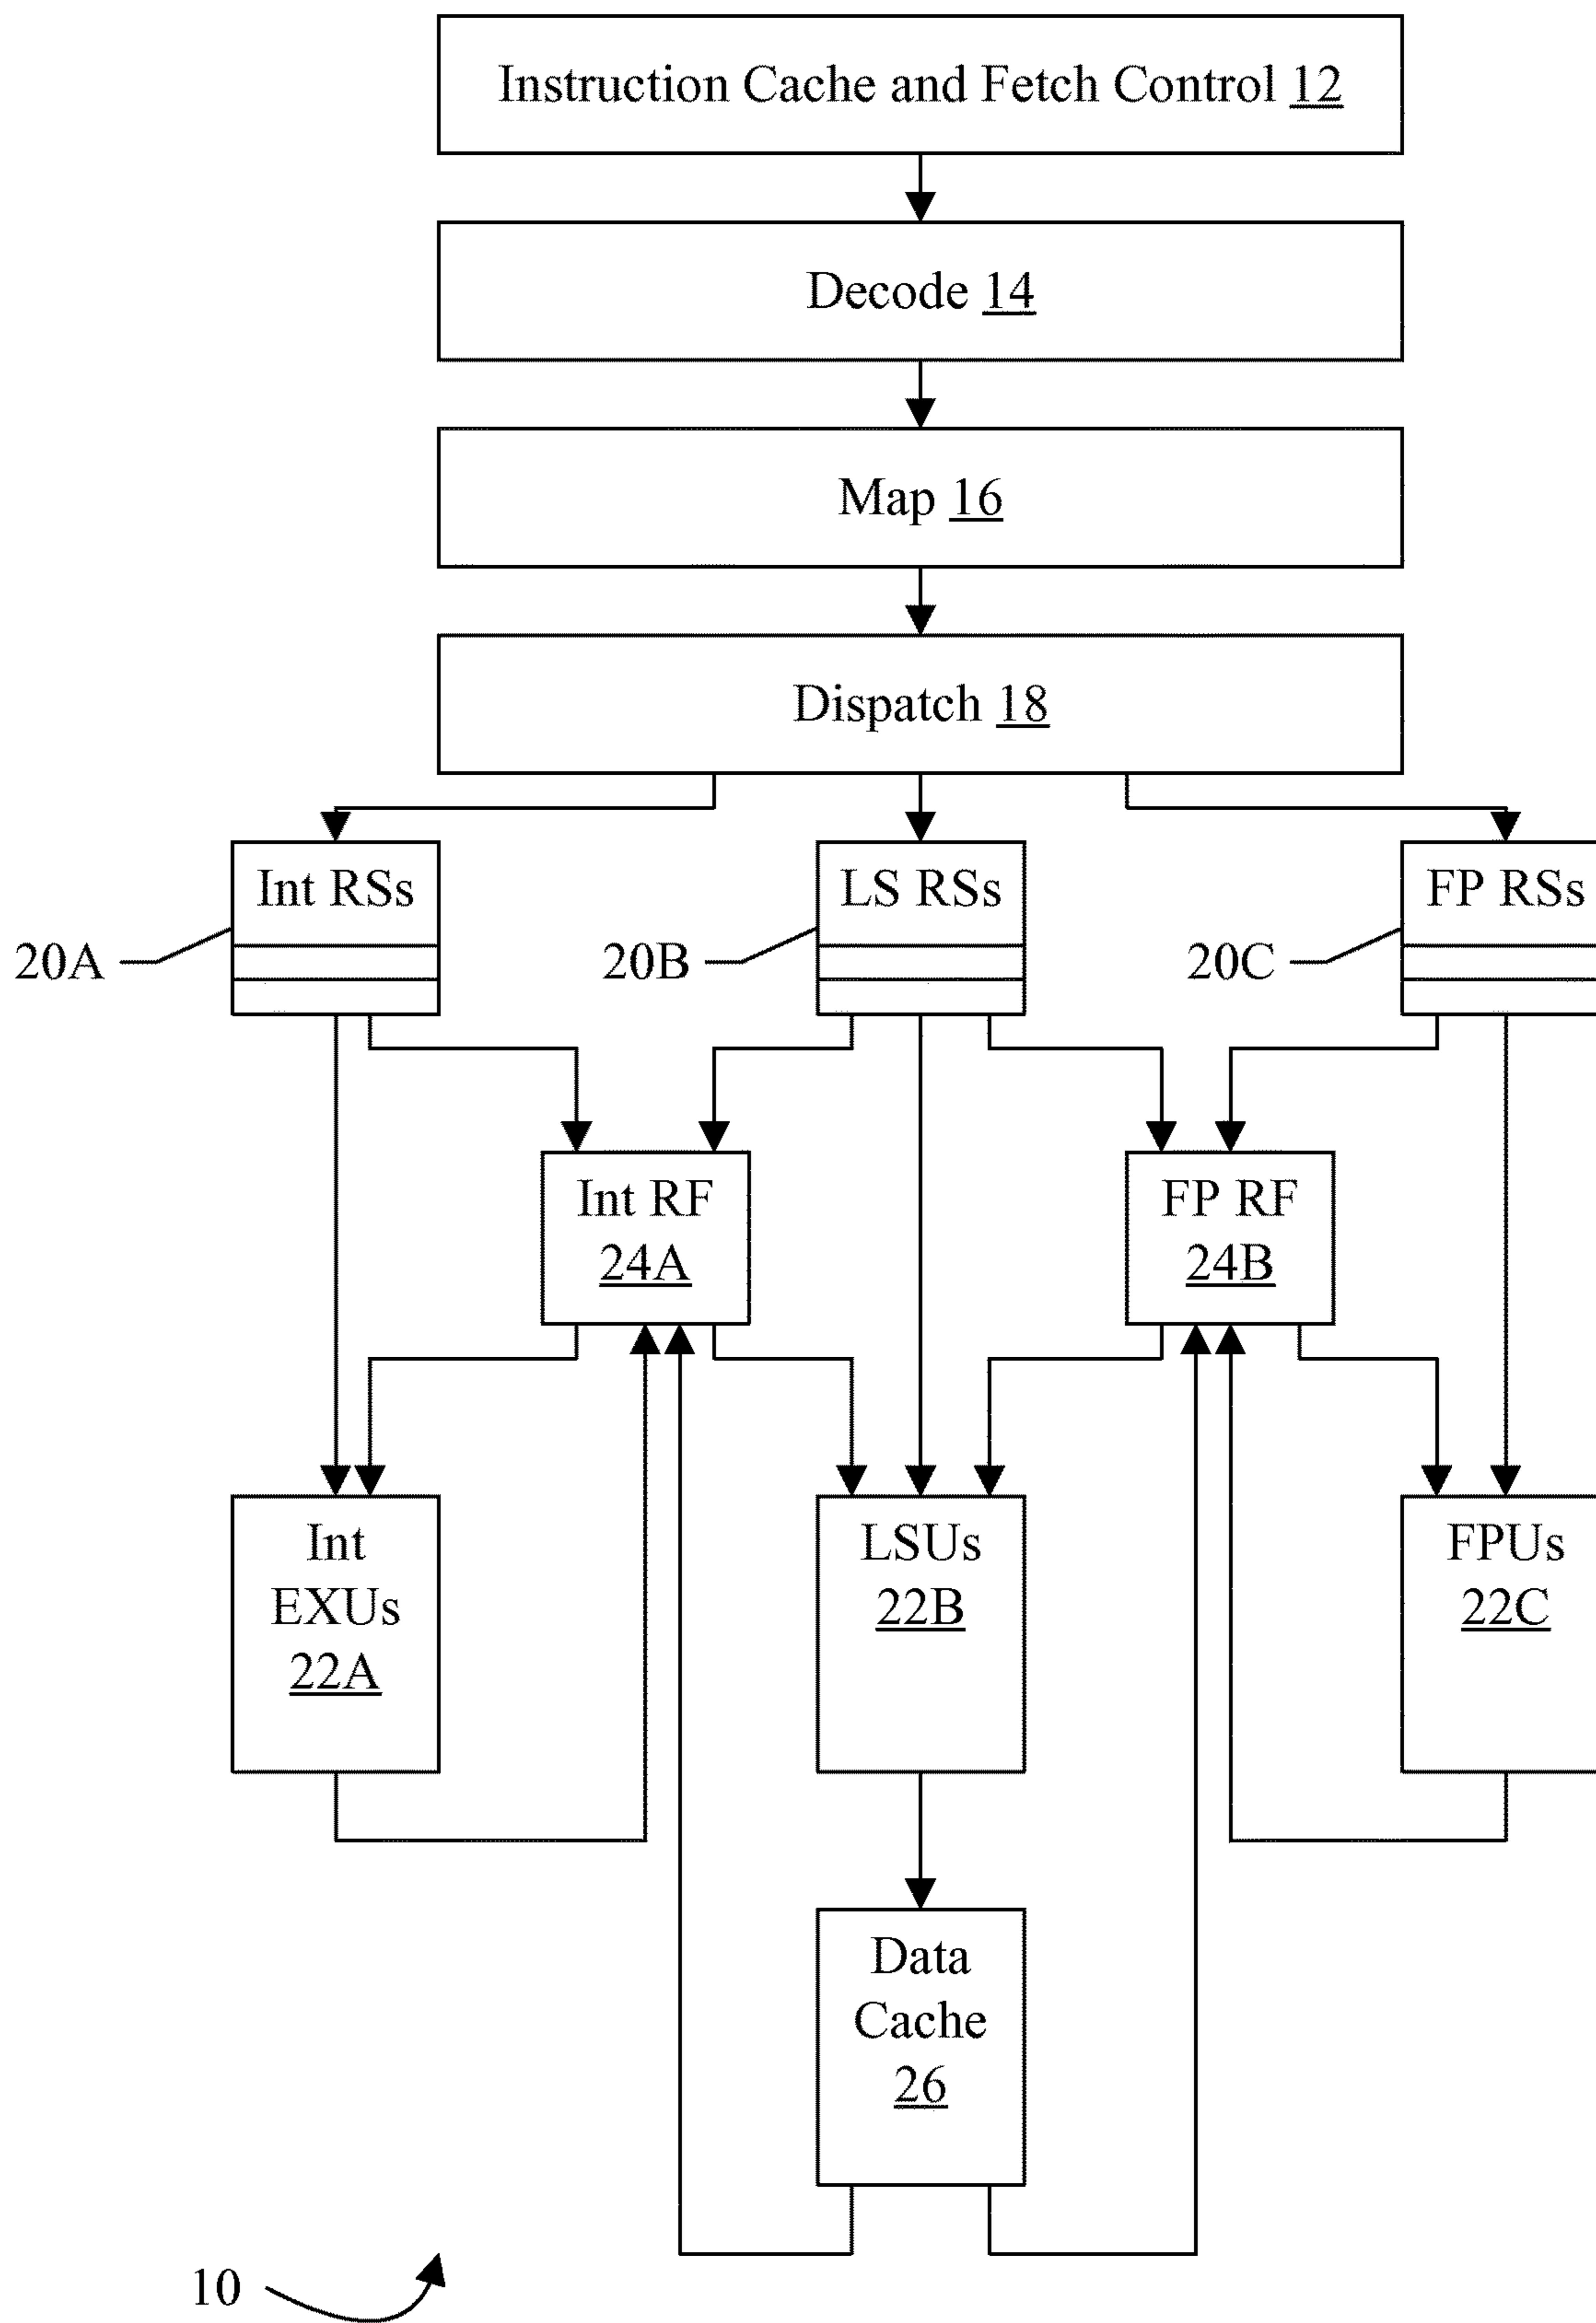 Instruction Cache and Fetch Control 12
Decode 14
Map 16
Dispatch 18
Int RSs
LS RSs
FP RSs
20A
20B
20C
Int RF
24A
FP RF
24B
Int
EXUs
22A
LSUs
22B
FPUs
22C
Data
Cache
26
10